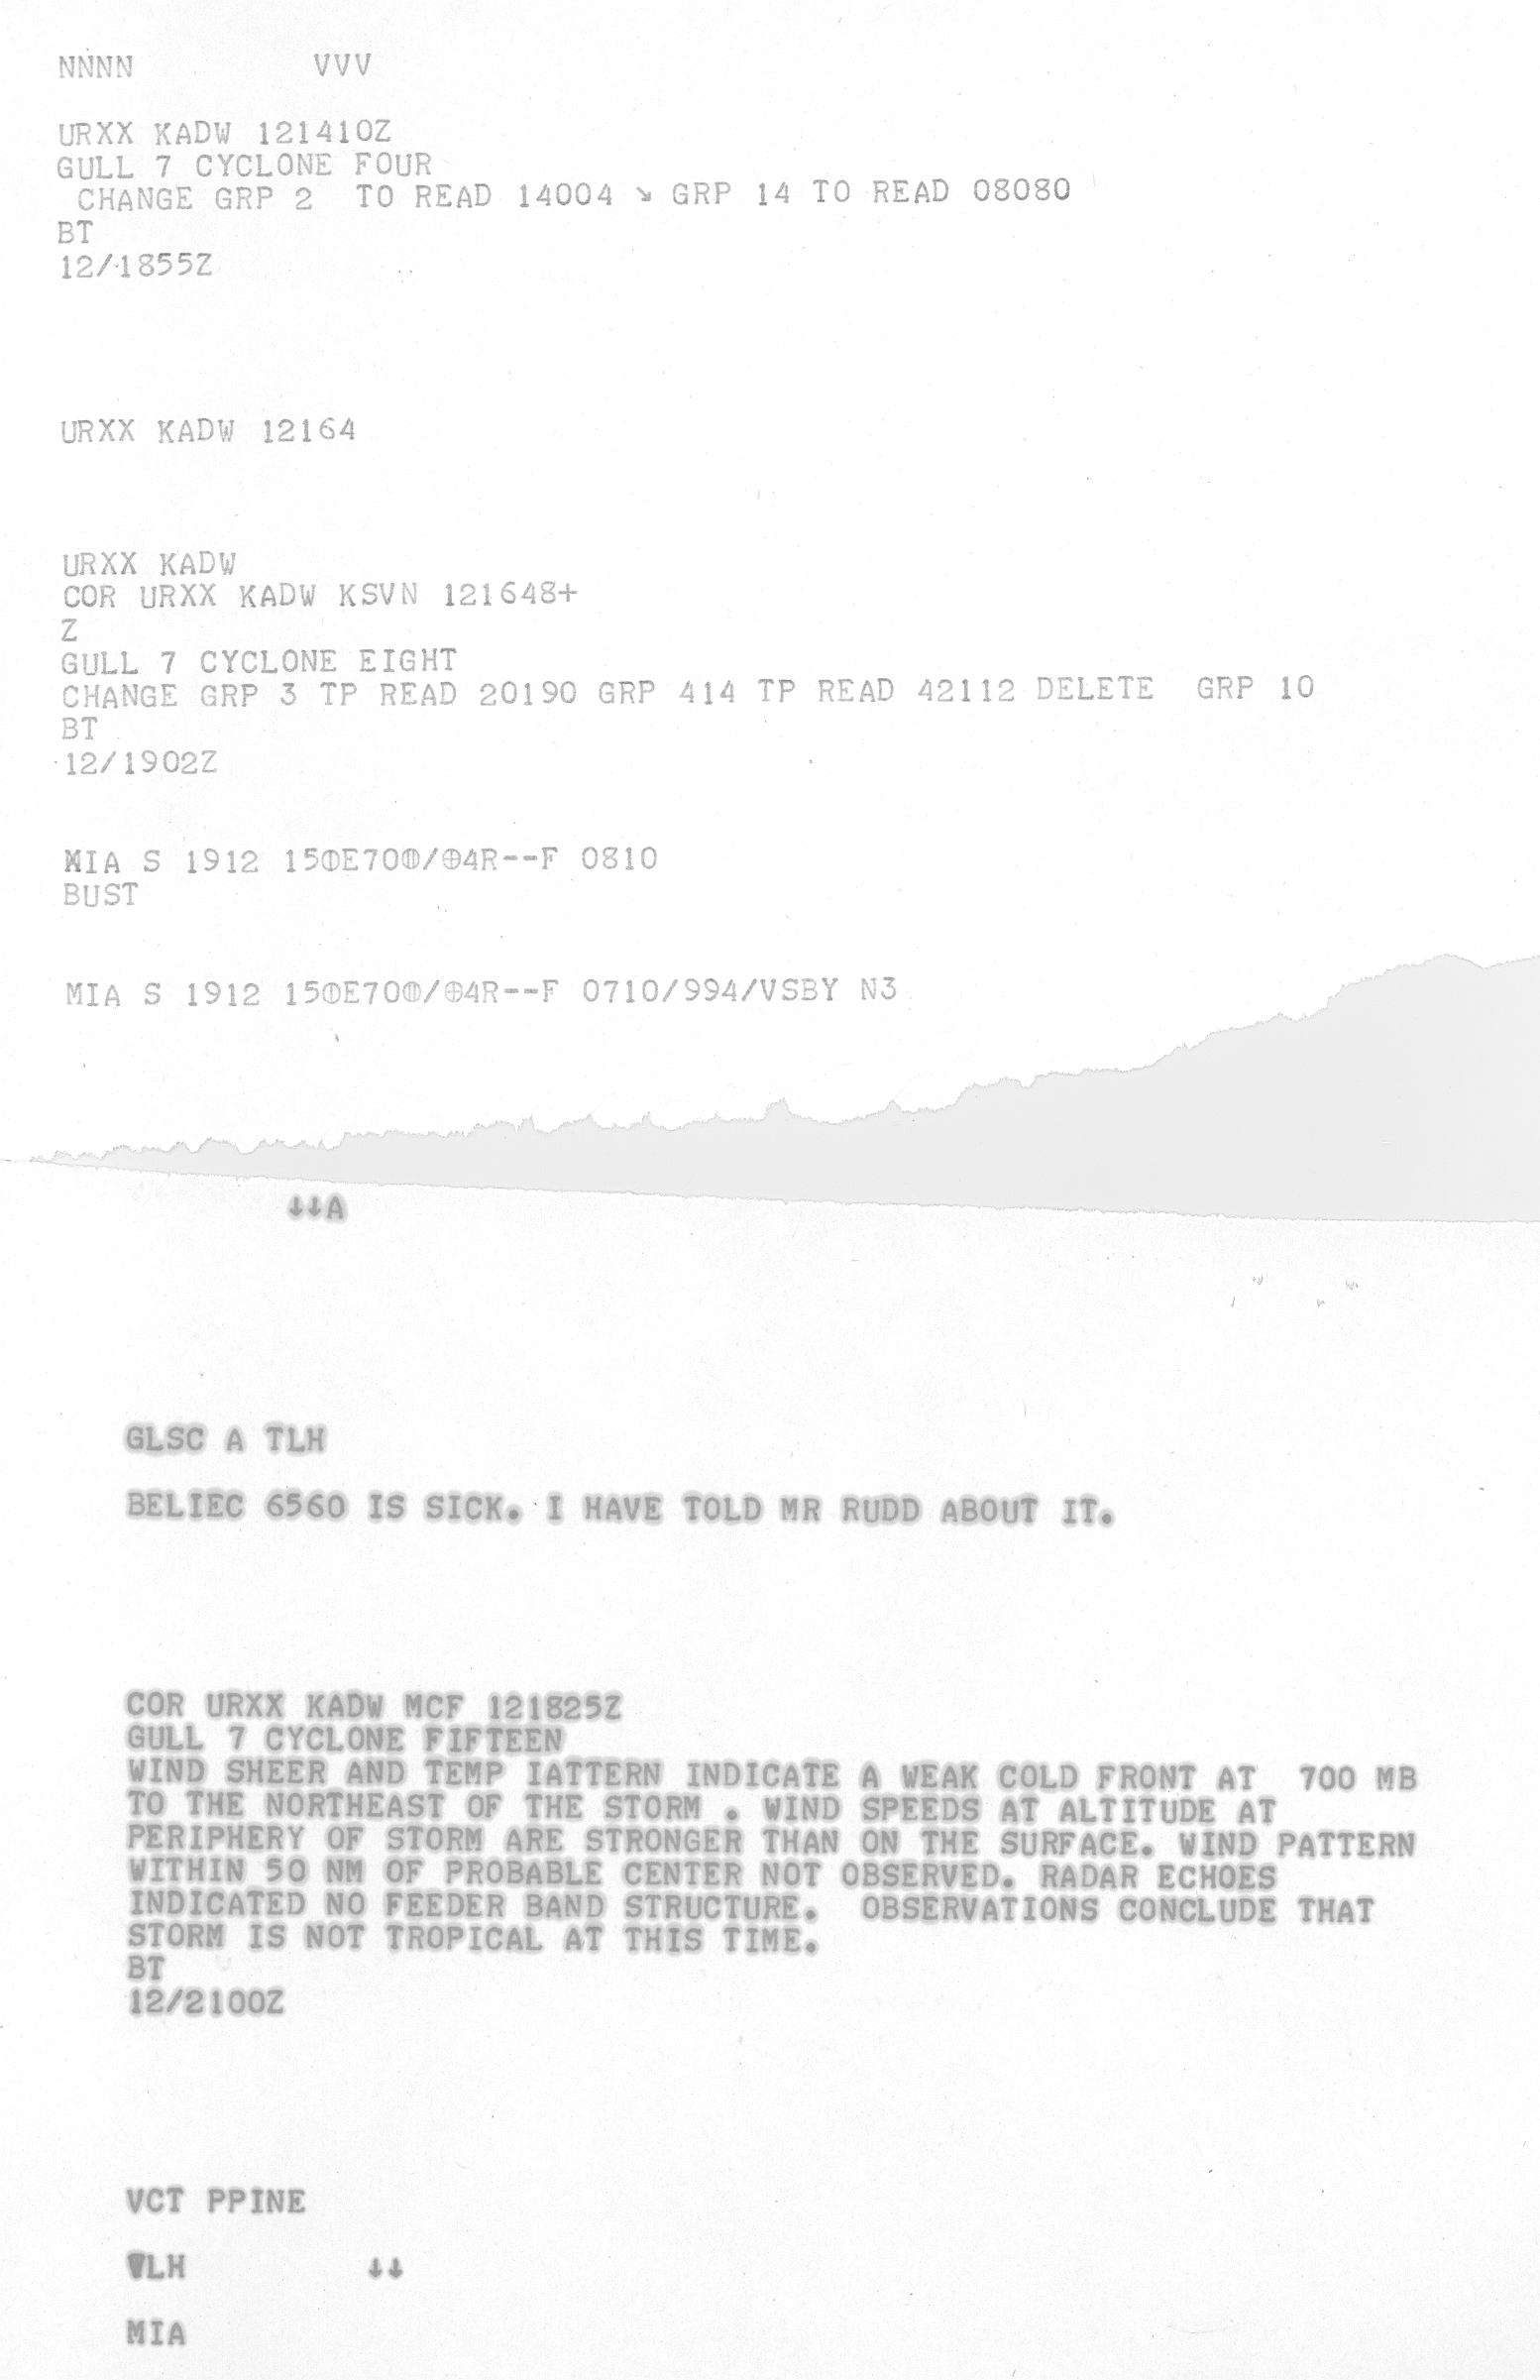 NNNN VVV
URXX KADW 121410Z
GULL 7 CYCLONE FOUR
CHANGE GRP 2 TO READ 14004 ↘ GRP 14 TO READ 08080
BT
12/1855Z
URXX KADW 12164
URXX KADW
COR URXX KADW KSVN 121648+
Z
GULL 7 CYCLONE EIGHT
CHANGE GRP 3 TP READ 20190 GRP 414 TP READ 42112 DELETE GRP 10
BT
12/1902Z
MIA S 1912 15⦶E70⊕/⊕4R--F 0810
BUST
MIA S 1912 15⦶E70⊕/⊕4R--F 0710/994/VSBY N3
↓↓A
GLSC A TLH
BELIEC 6560 IS SICK. I HAVE TOLD MR RUDD ABOUT IT.
COR URXX KADW MCF 121825Z
GULL 7 CYCLONE FIFTEEN
WIND SHEER AND TEMP IATTERN INDICATE A WEAK COLD FRONT AT 700 MB
TO THE NORTHEAST OF THE STORM . WIND SPEEDS AT ALTITUDE AT
PERIPHERY OF STORM ARE STRONGER THAN ON THE SURFACE. WIND PATTERN
WITHIN 50 NM OF PROBABLE CENTER NOT OBSERVED. RADAR ECHOES
INDICATED NO FEEDER BAND STRUCTURE. OBSERVATIONS CONCLUDE THAT
STORM IS NOT TROPICAL AT THIS TIME.
BT
12/2100Z
VCT PPINE
LH ↓↓
MIA